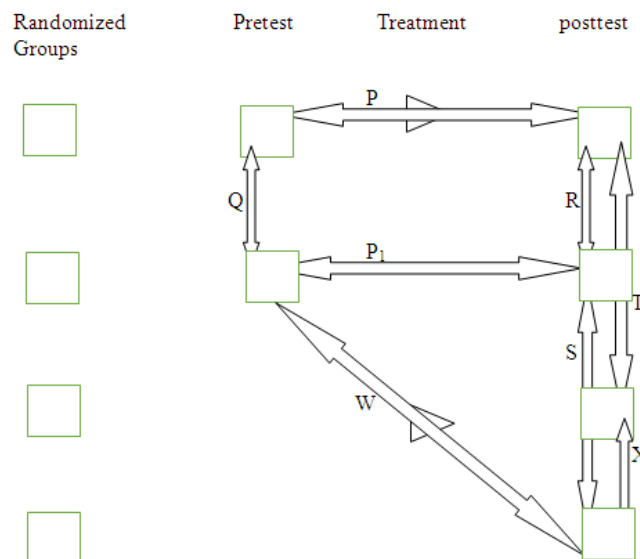 Randomized Groups
Pretest
Treatment
posttest
P
Q
R
P₁
T
S
W
X